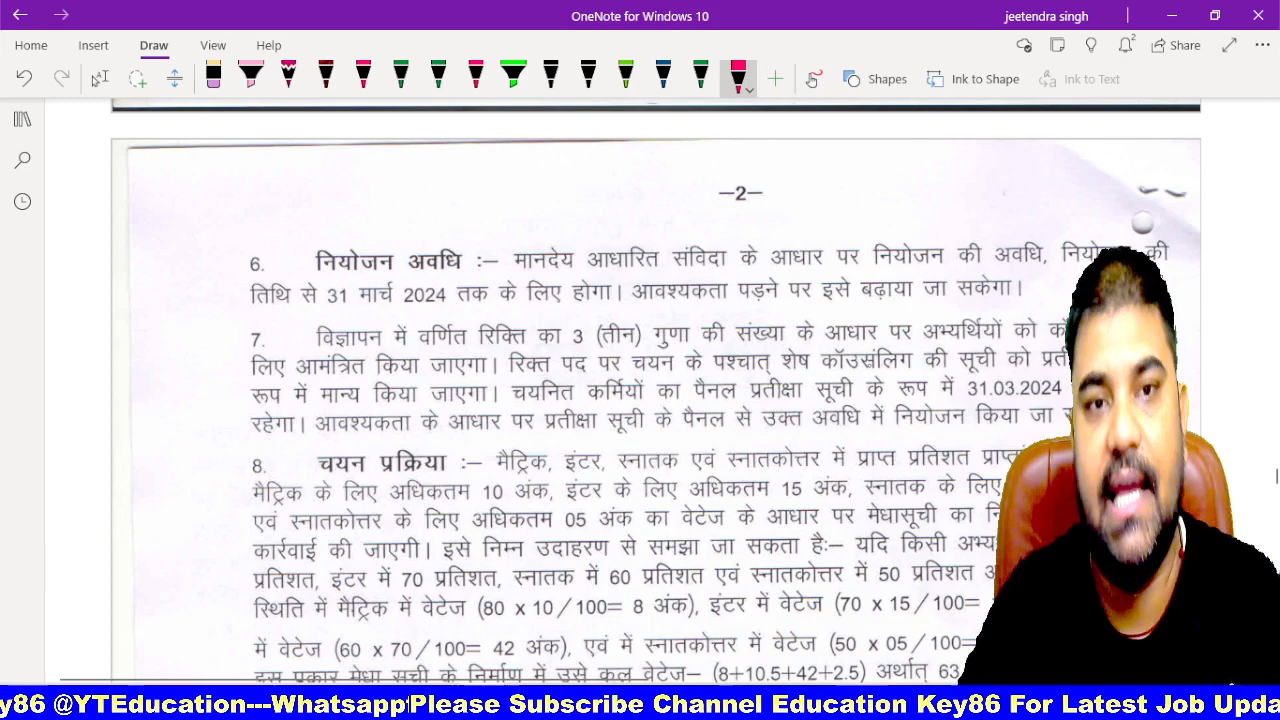 OneNote for Windows 10
jeetendra singh
Home Insert Draw View Help
Share
Shapes
Ink to Shape
Ink to Text
—2—
6. नियोजन अवधि :— मानदेय आधारित संविदा के आधार पर नियोजन की अवधि, की
तिथि से 31 मार्च 2024 तक के लिए होगा। आवश्यकता पड़ने पर इसे बढ़ाया जा सकेगा।
7. विज्ञापन में वर्णित रिक्ति का 3 (तीन) गुणा की संख्या के आधार पर अभ्यर्थियों को
लिए आमंत्रित किया जाएगा। रिक्त पद पर चयन के पश्चात् शेष कॉउसंलिग की सूची को
रूप में मान्य किया जाएगा। चयनित कर्मियों का पैनल प्रतीक्षा सूची के रूप में 31.03.2024
रहेगा। आवश्यकता के आधार पर प्रतीक्षा सूची के पैनल से उक्त अवधि में नियोजन किया जा
8. चयन प्रक्रिया :— मैट्रिक, इंटर, स्नातक एवं स्नातकोत्तर में प्राप्त प्रतिशत
मैट्रिक के लिए अधिकतम 10 अंक, इंटर के लिए अधिकतम 15 अंक, स्नातक के लिए
एवं स्नातकोत्तर के लिए अधिकतम 05 अंक का वेटेज के आधार पर मेधासूची का
कार्रवाई की जाएगी। इसे निम्न उदाहरण से समझा जा सकता है:— यदि किसी
प्रतिशत, इंटर में 70 प्रतिशत, स्नातक में 60 प्रतिशत एवं स्नातकोत्तर में 50 प्रतिशत
स्थिति में मैट्रिक में वेटेज (80 x 10/100= 8 अंक), इंटर में वेटेज (70 x 15/100=
में वेटेज (60 x 70/100= 42 अंक), एवं में स्नातकोत्तर में वेटेज (50 x 05/100=
इस प्रकार मेधा सूची के निर्माण में उसे कुल वेटेज— (8+10.5+42+2.5) अर्थात् 63
y86 @YTEducation---Whatsapp Please Subscribe Channel Education Key86 For Latest Job Upda